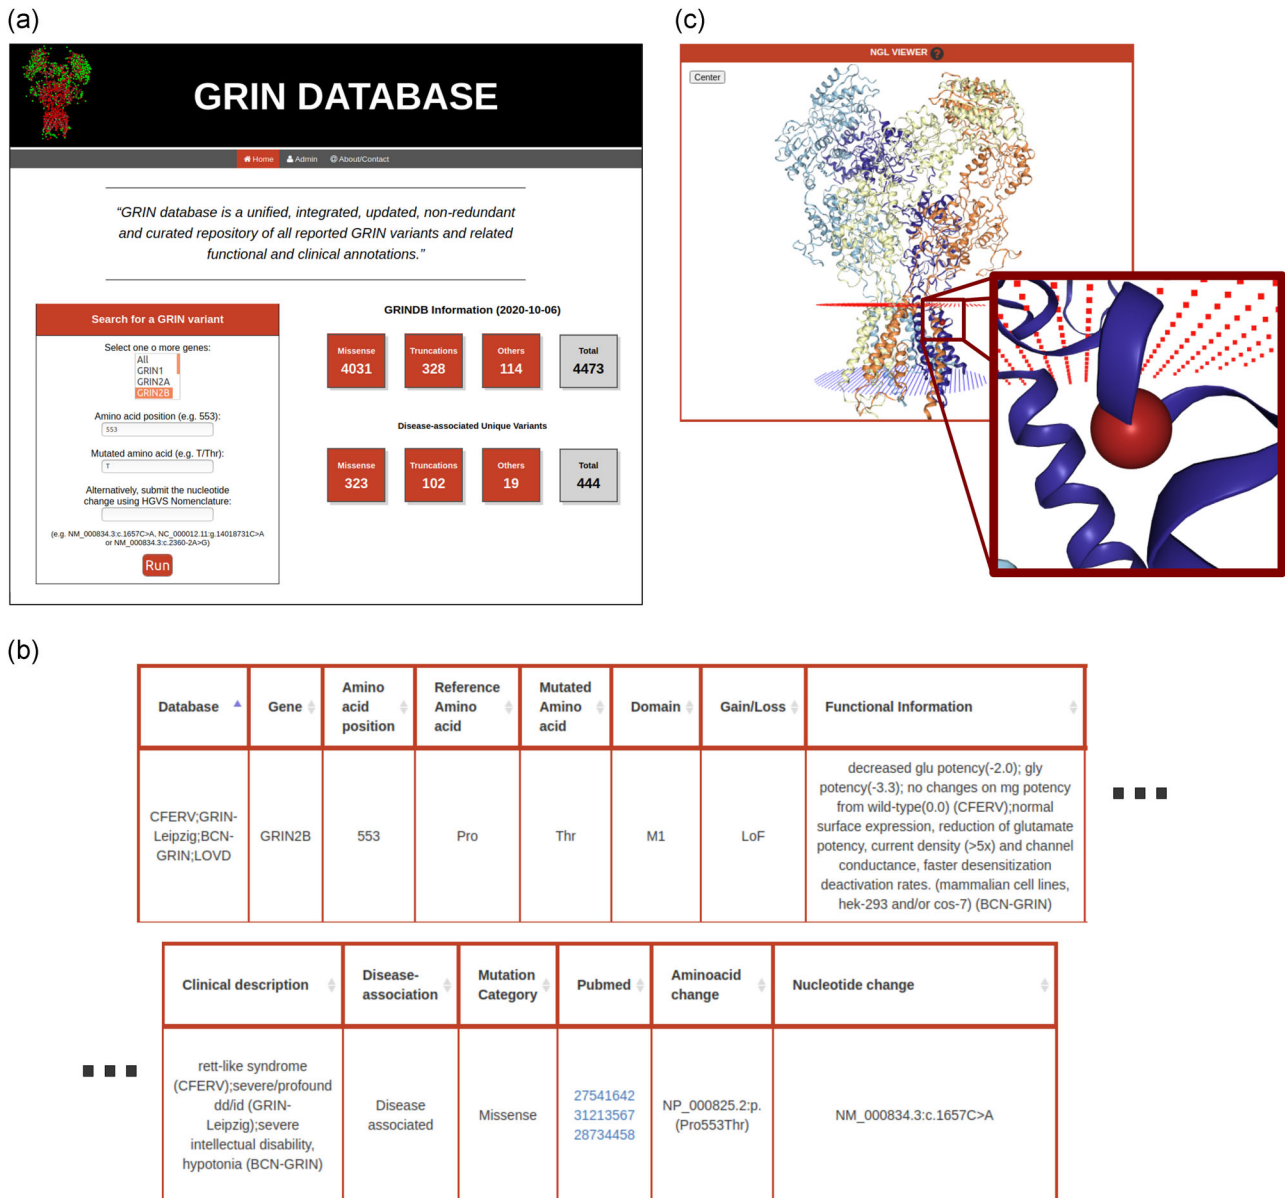 (a)
GRIN DATABASE
Home Admin About/Contact
“GRIN database is a unified, integrated, updated, non-redundant
and curated repository of all reported GRIN variants and related
functional and clinical annotations.”
Search for a GRIN variant
Select one o more genes:
All
GRIN1
GRIN2A
GRIN2B
Amino acid position (e.g. 553):
553
Mutated amino acid (e.g. T/Thr):
T
Alternatively, submit the nucleotide
change using HGVS Nomenclature:
(e.g. NM_000834.3:c.1657C>A, NC_000012.11:g.14018731C>A
or NM_000834.3:c.2360-2A>G)
Run
GRINDB Information (2020-10-06)
Missense Truncations Others Total
4031 328 114 4473
Disease-associated Unique Variants
Missense Truncations Others Total
323 102 19 444
(c)
NGL VIEWER ?
Center
(b)
Database
Gene
Amino
acid
position
Reference
Amino
acid
Mutated
Amino
acid
Domain
Gain/Loss
Functional Information
CFERV;GRIN-
Leipzig;BCN-
GRIN;LOVD
GRIN2B
553
Pro
Thr
M1
LoF
decreased glu potency(-2.0); gly
potency(-3.3); no changes on mg potency
from wild-type(0.0) (CFERV);normal
surface expression, reduction of glutamate
potency, current density (>5x) and channel
conductance, faster desensitization
deactivation rates. (mammalian cell lines,
hek-293 and/or cos-7) (BCN-GRIN)
Clinical description
Disease-
association
Mutation
Category
Pubmed
Aminoacid
change
Nucleotide change
rett-like syndrome
(CFERV);severe/profound
dd/id (GRIN-
Leipzig);severe
intellectual disability,
hypotonia (BCN-GRIN)
Disease
associated
Missense
27541642
31213567
28734458
NP_000825.2:p.
(Pro553Thr)
NM_000834.3:c.1657C>A